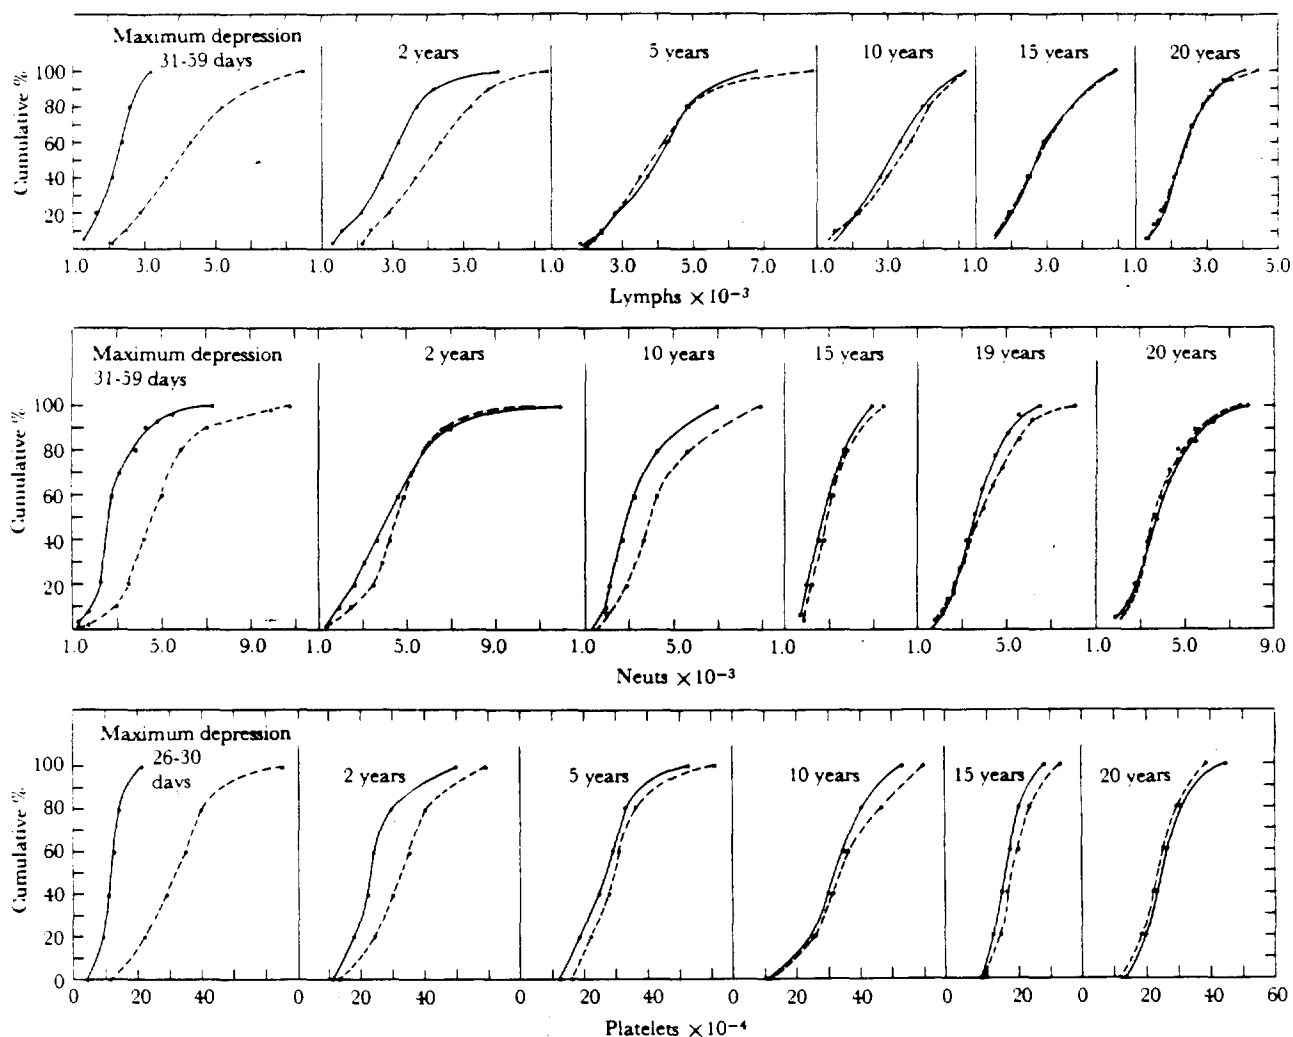 Maximum depression
31-59 days
2 years
5 years
10 years
15 years
20 years
Cumulative %
100
80
60
40
20
1.0 3.0 5.0 1.0 3.0 5.0 1.0 3.0 5.0 7.0 1.0 3.0 1.0 3.0 1.0 3.0 5.0
Lymphs ×10⁻³
Maximum depression
31-59 days
2 years
10 years
15 years
19 years
20 years
Cumulative %
100
80
60
40
20
1.0 5.0 9.0 1.0 5.0 9.0 1.0 5.0 1.0 1.0 5.0 1.0 5.0 9.0
Neuts ×10⁻³
Maximum depression
26-30
days
2 years
5 years
10 years
15 years
20 years
Cumulative %
100
80
60
40
20
0
0 20 40 0 20 40 0 20 40 0 20 40 0 20 0 20 40 60
Platelets ×10⁻⁴